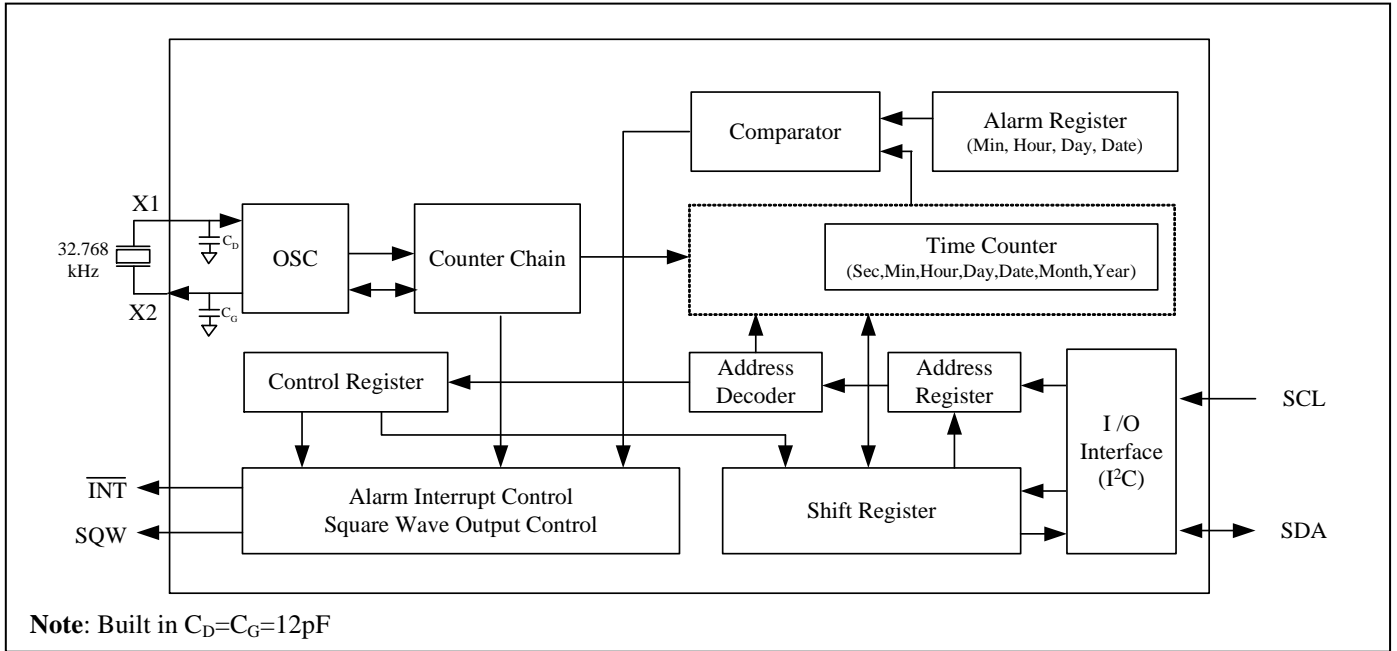 Comparator
Alarm Register
(Min, Hour, Day, Date)
X1
C_D
32.768
kHz
OSC
Counter Chain
Time Counter
(Sec,Min,Hour,Day,Date,Month,Year)
X2
C_G
Control Register
Address
Decoder
Address
Register
I /O
Interface
(I²C)
SCL
INT
SQW
Alarm Interrupt Control
Square Wave Output Control
Shift Register
SDA
Note: Built in C_D=C_G=12pF